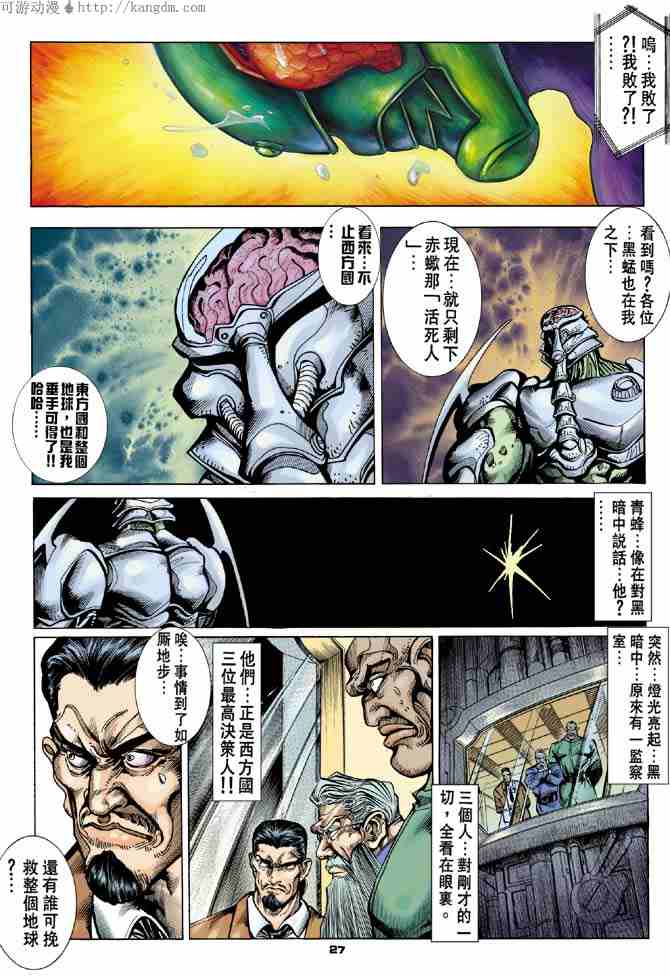 可游动漫
http://kangdm.com/
嗚…我敗了
?!我敗了?!
……
看到嗎?各位
…黑蜢也在我
之下…
現在…就只剩下
赤蠍那「活死人
」…
看來…不
止西方國
…
東方國和整個
地球，也是我
垂手可得了!!
哈哈……
青蜂…像在對黑
暗中説話…他?
……
突然…燈光亮起…黑
暗中…原來有一監察
室…
三個人…對剛才的一
切，全看在眼裏。
他們…正是西方國
三位最高決策人!!
唉…事情到了如
厮地步…
還有誰可挽
救整個地球
?…
27